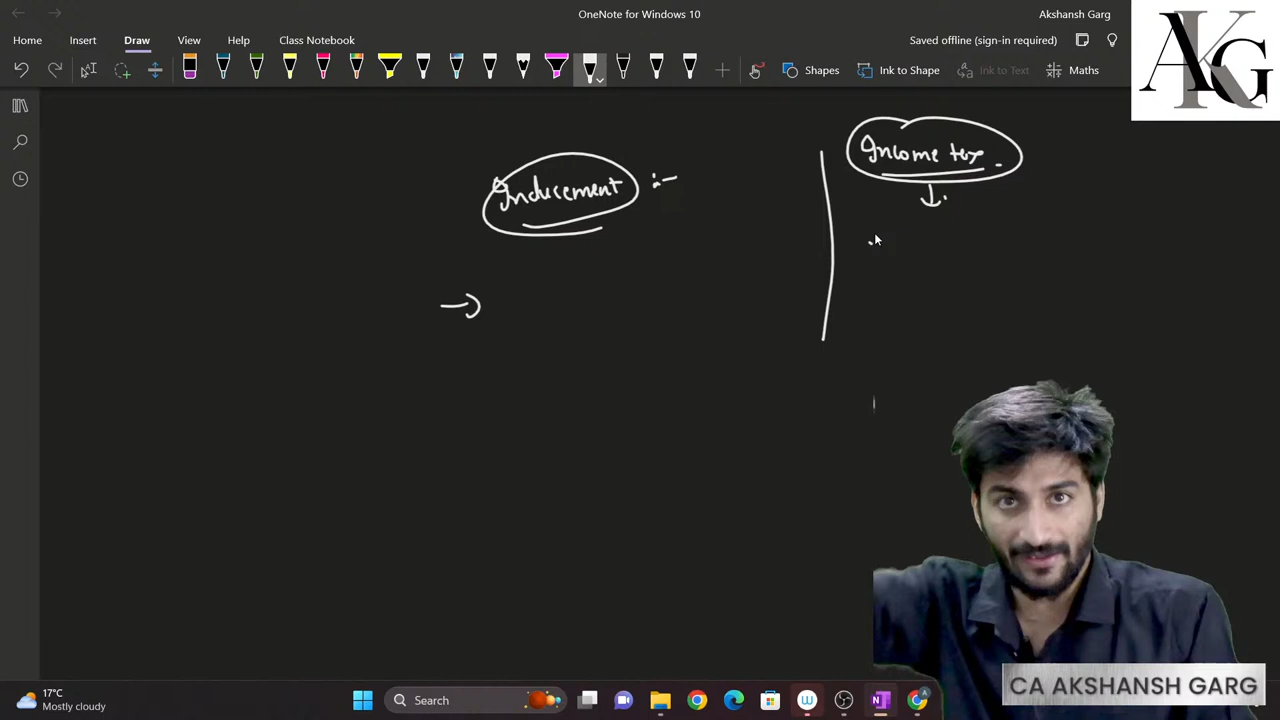 OneNote for Windows 10
Akshansh Garg
Home Insert Draw View Help Class Notebook
Saved offline (sign-in required)
Shapes Ink to Shape Ink to Text Maths
AKG
Income tax.
Inducement :-
CA AKSHANSH GARG
17°C
Mostly cloudy
Search